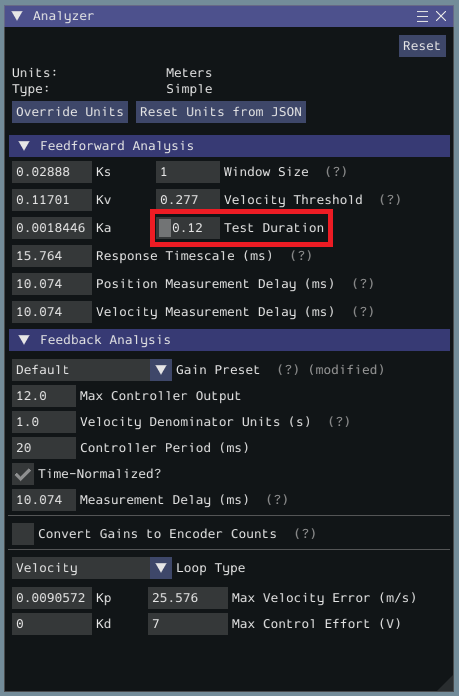 Analyzer
Reset
Units: Meters
Type: Simple
Override Units Reset Units from JSON
Feedforward Analysis
0.02888 Ks 1 Window Size (?)
0.11701 Kv 0.277 Velocity Threshold (?)
0.0018446 Ka 0.12 Test Duration
15.764 Response Timescale (ms) (?)
10.074 Position Measurement Delay (ms) (?)
10.074 Velocity Measurement Delay (ms) (?)
Feedback Analysis
Default Gain Preset (?) (modified)
12.0 Max Controller Output
1.0 Velocity Denominator Units (s) (?)
20 Controller Period (ms)
Time-Normalized?
10.074 Measurement Delay (ms) (?)
Convert Gains to Encoder Counts (?)
Velocity Loop Type
0.0090572 Kp 25.576 Max Velocity Error (m/s)
0 Kd 7 Max Control Effort (V)